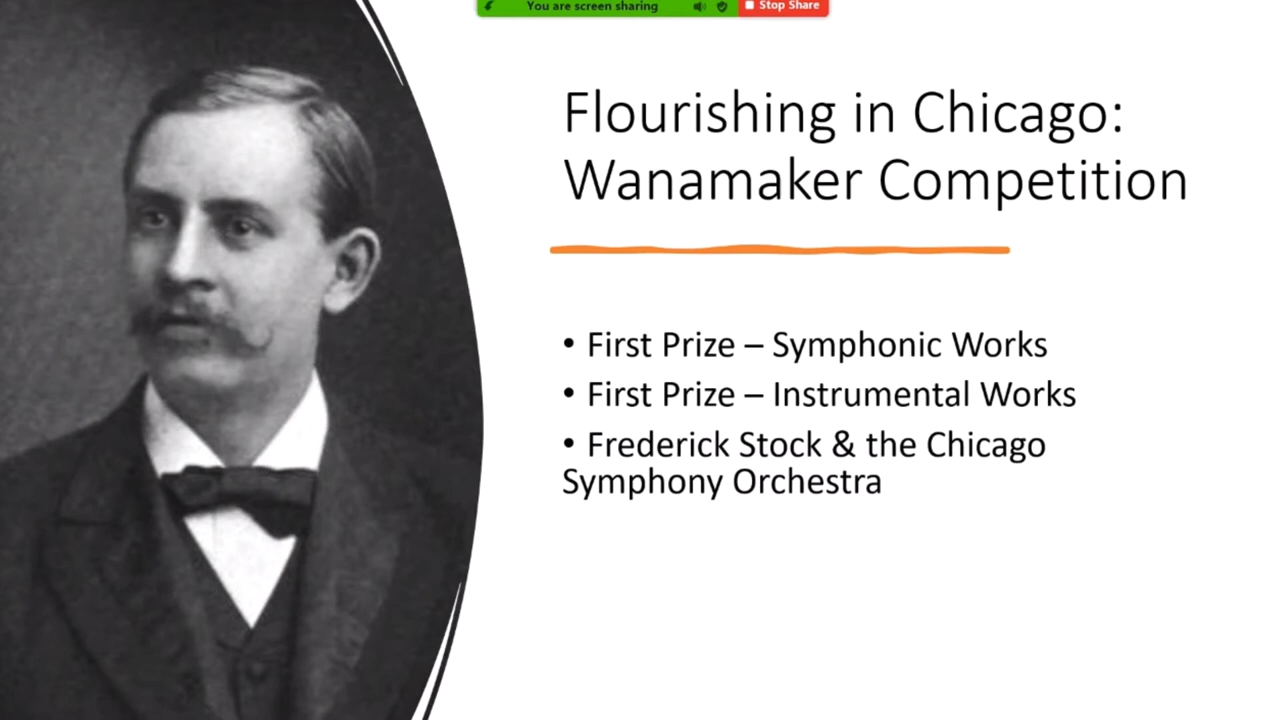 You are screen sharing
Stop Share
Flourishing in Chicago:
Wanamaker Competition
• First Prize – Symphonic Works
• First Prize – Instrumental Works
• Frederick Stock & the Chicago
Symphony Orchestra